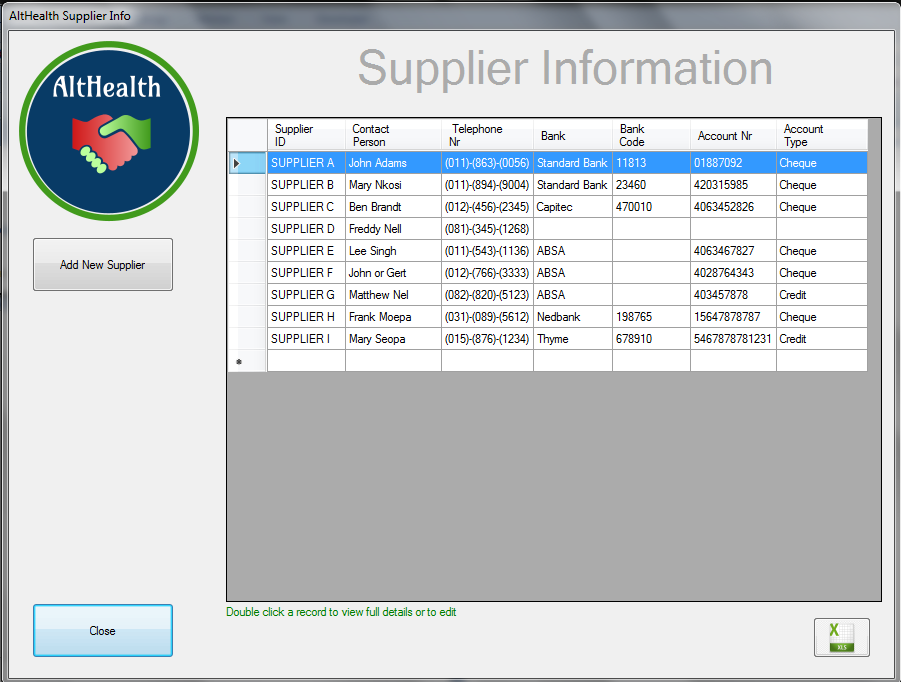 AltHealth Supplier Info
AltHealth
Supplier Information
Supplier ID Contact Person Telephone Nr Bank Bank Code Account Nr Account Type
SUPPLIER A John Adams (011)-(863)-(0056) Standard Bank 11813 01887092 Cheque
SUPPLIER B Mary Nkosi (011)-(894)-(9004) Standard Bank 23460 420315985 Cheque
SUPPLIER C Ben Brandt (012)-(456)-(2345) Capitec 470010 4063452826 Cheque
SUPPLIER D Freddy Nell (081)-(345)-(1268)
SUPPLIER E Lee Singh (011)-(543)-(1136) ABSA 4063467827 Cheque
SUPPLIER F John or Gert (012)-(766)-(3333) ABSA 4028764343 Cheque
SUPPLIER G Matthew Nel (082)-(820)-(5123) ABSA 403457878 Credit
SUPPLIER H Frank Moepa (031)-(089)-(5612) Nedbank 198765 15647878787 Cheque
SUPPLIER I Mary Seopa (015)-(876)-(1234) Thyme 678910 5467878781231 Credit
*
Add New Supplier
Double click a record to view full details or to edit
Close
X
XLS